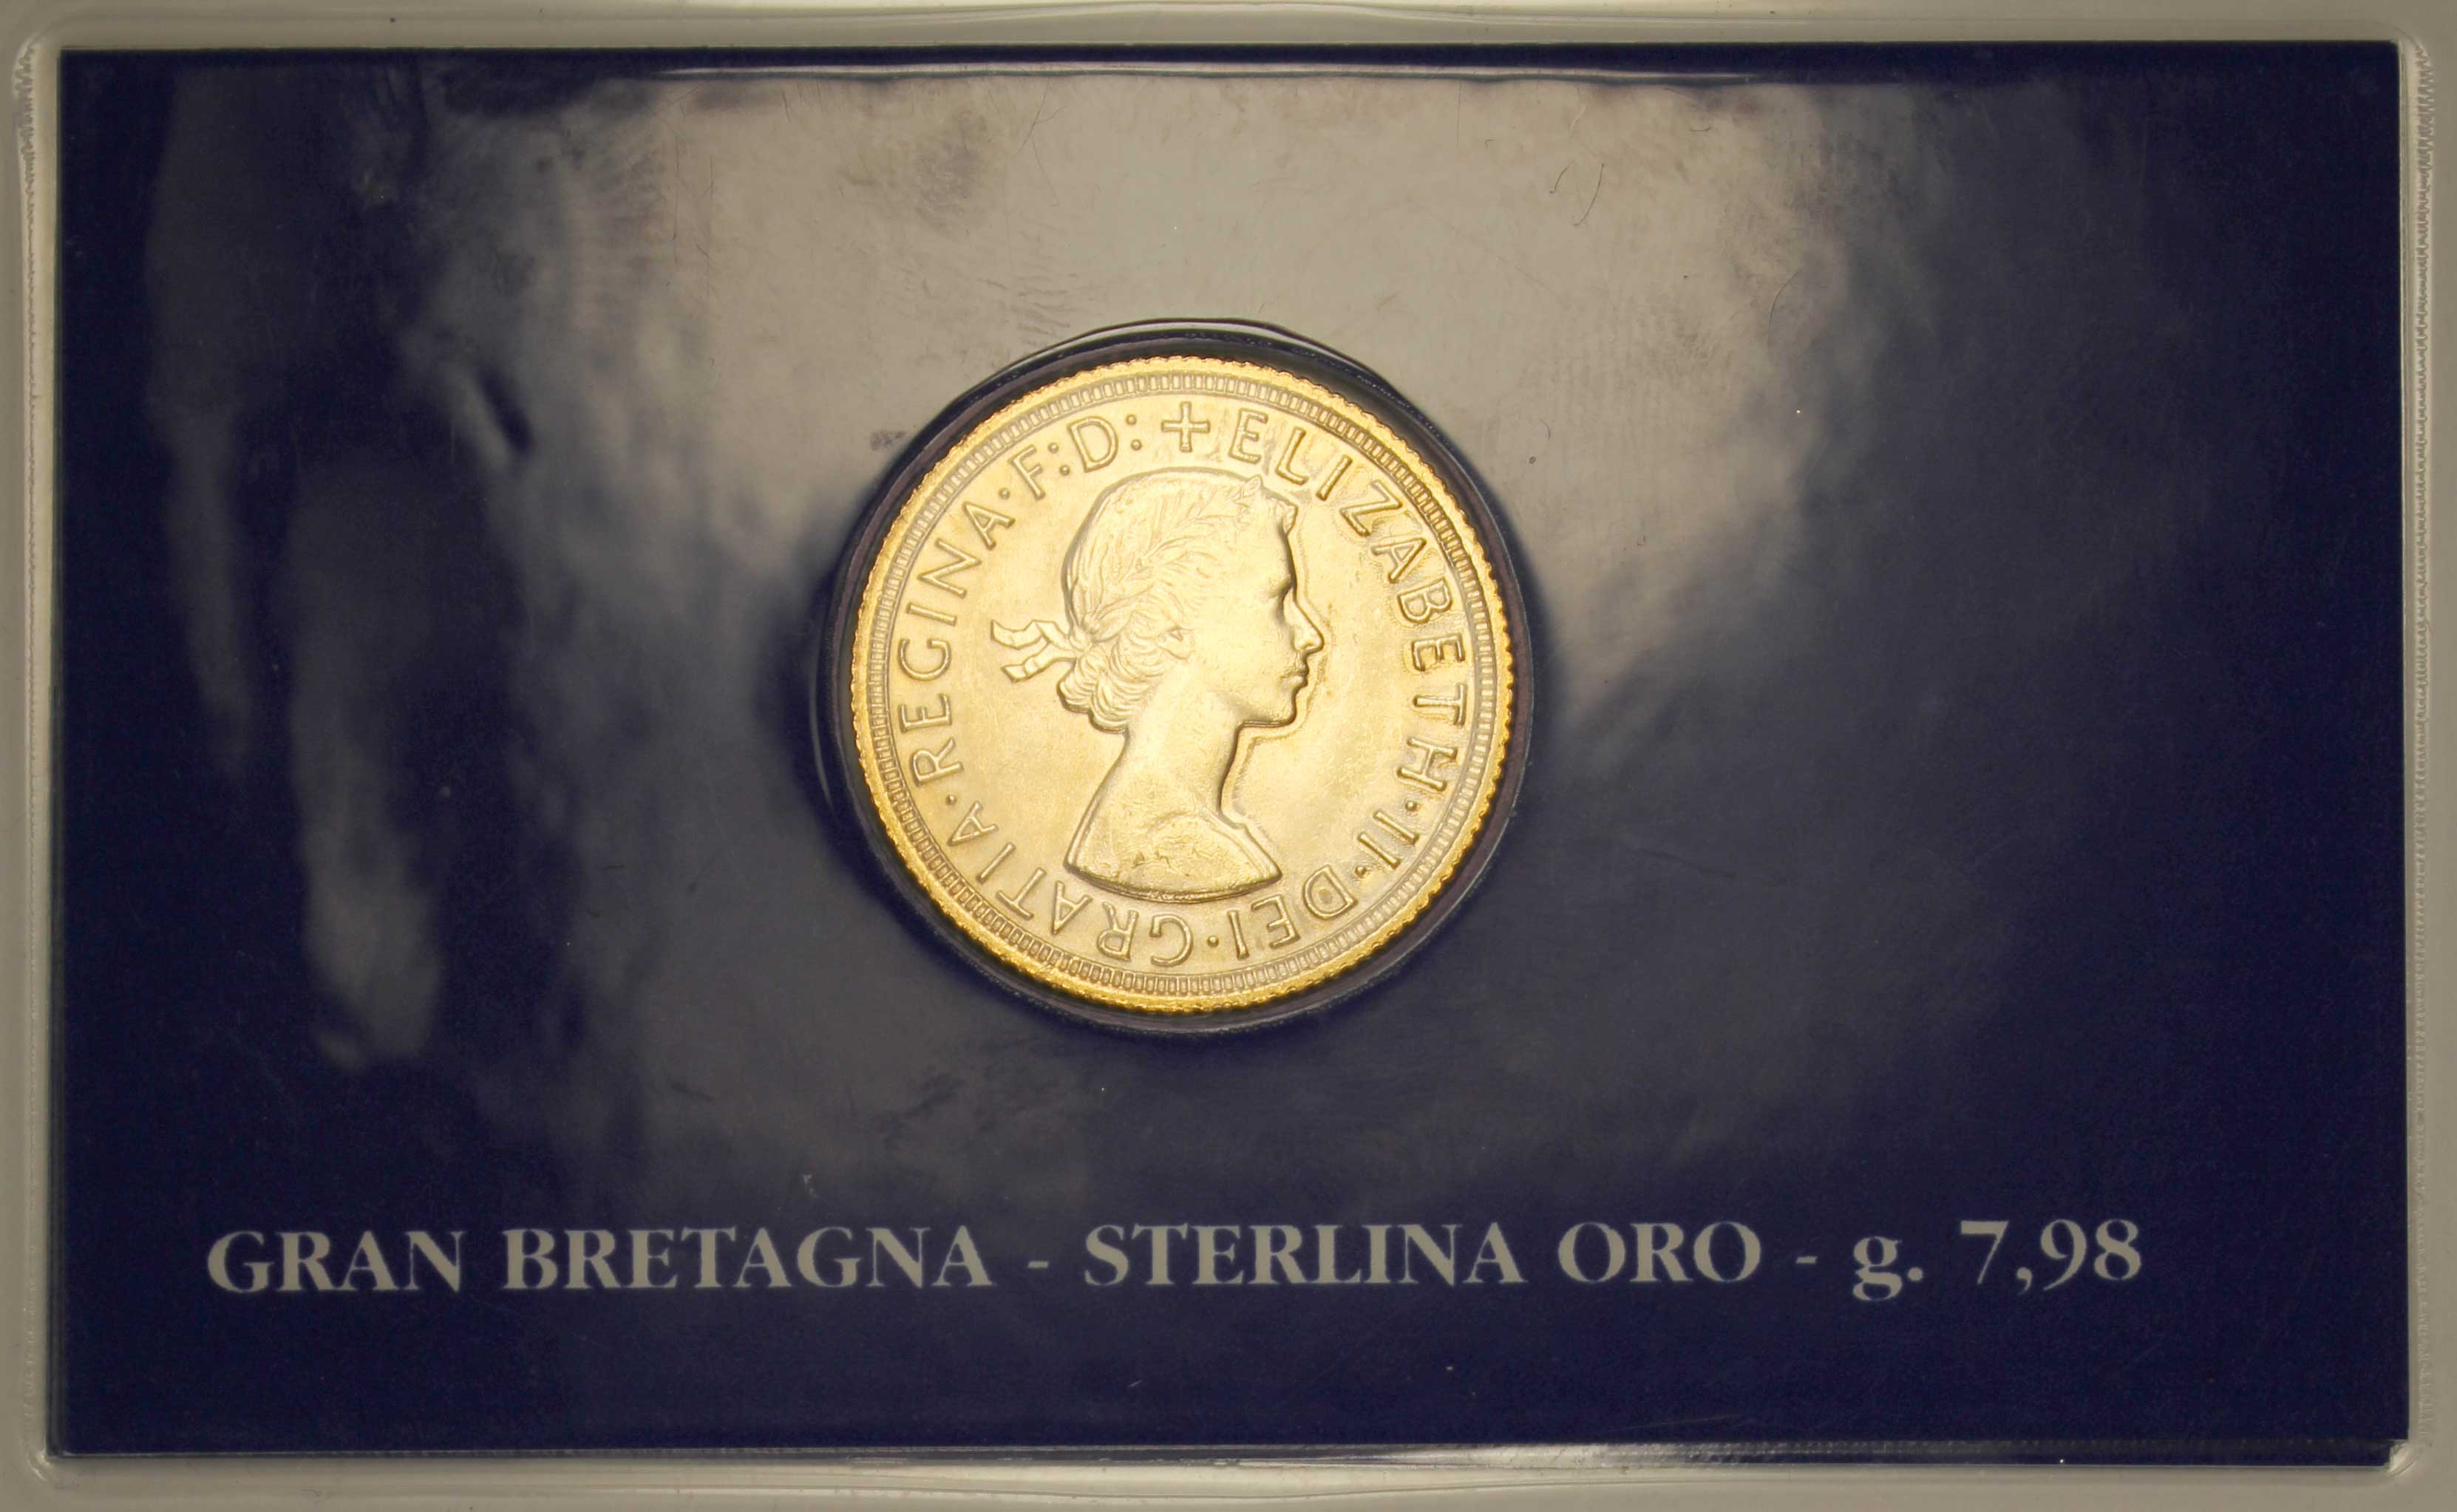 + ELIZABETH·II·DEI·GRATIA·REGINA·F:D:
GRAN BRETAGNA - STERLINA ORO - g. 7,98